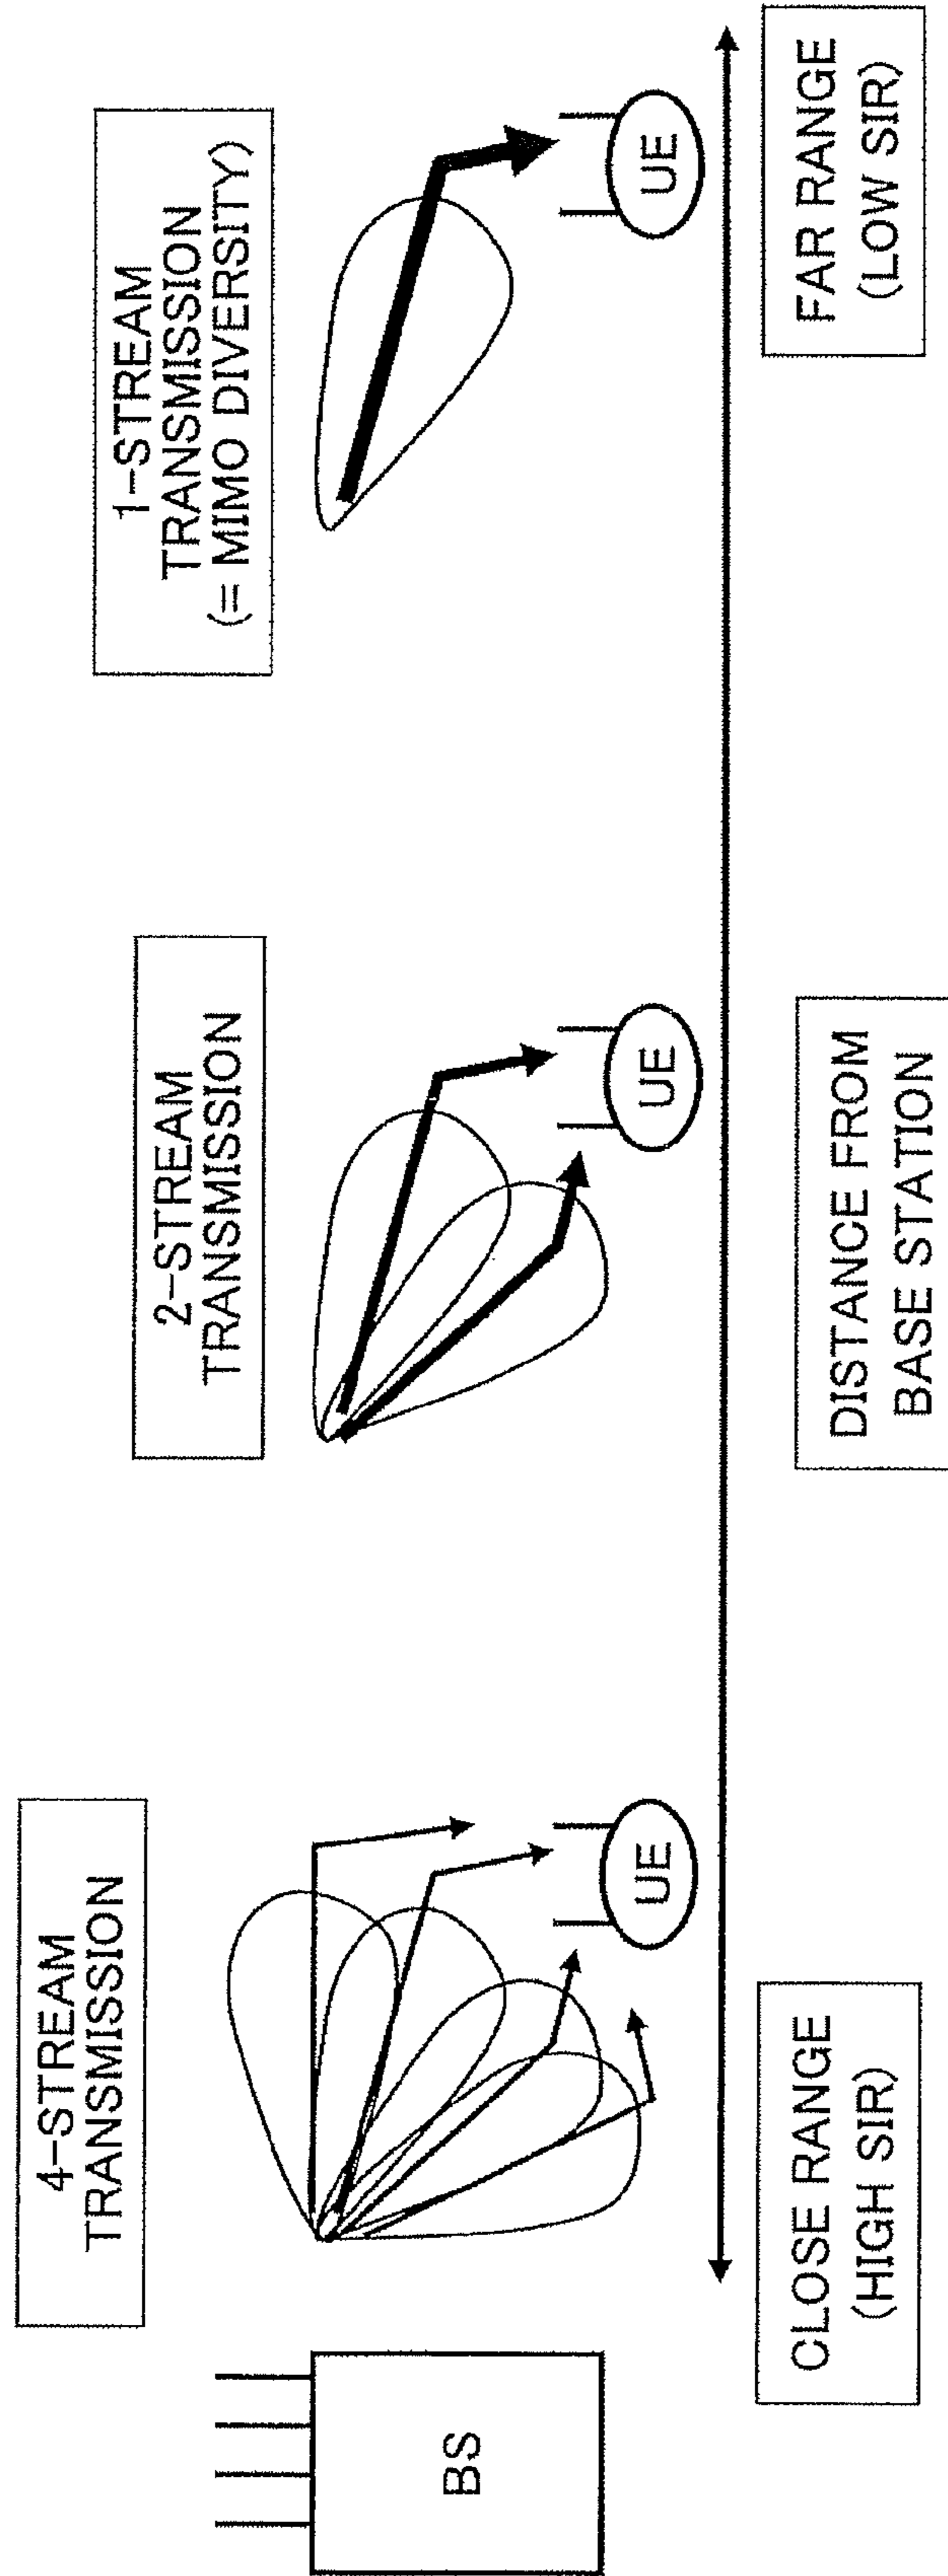 4-STREAM
TRANSMISSION
2-STREAM
TRANSMISSION
1-STREAM
TRANSMISSION
(= MIMO DIVERSITY)
BS
UE
UE
UE
CLOSE RANGE
(HIGH SIR)
DISTANCE FROM
BASE STATION
FAR RANGE
(LOW SIR)